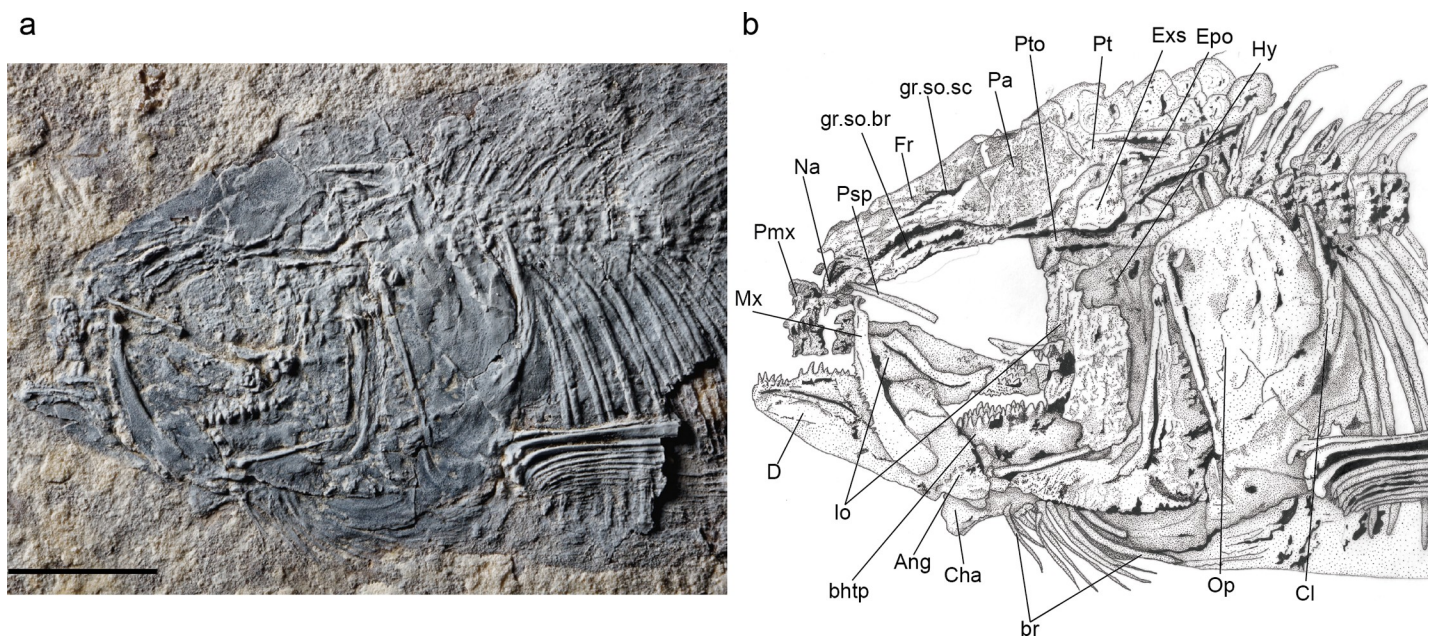 a
b
Pto
Pt
Exs
Epo
Hy
gr.so.sc
Pa
gr.so.br
Fr
Na
Psp
Pmx
Mx
D
Io
Ang
Cha
bhtp
br
Op
Cl